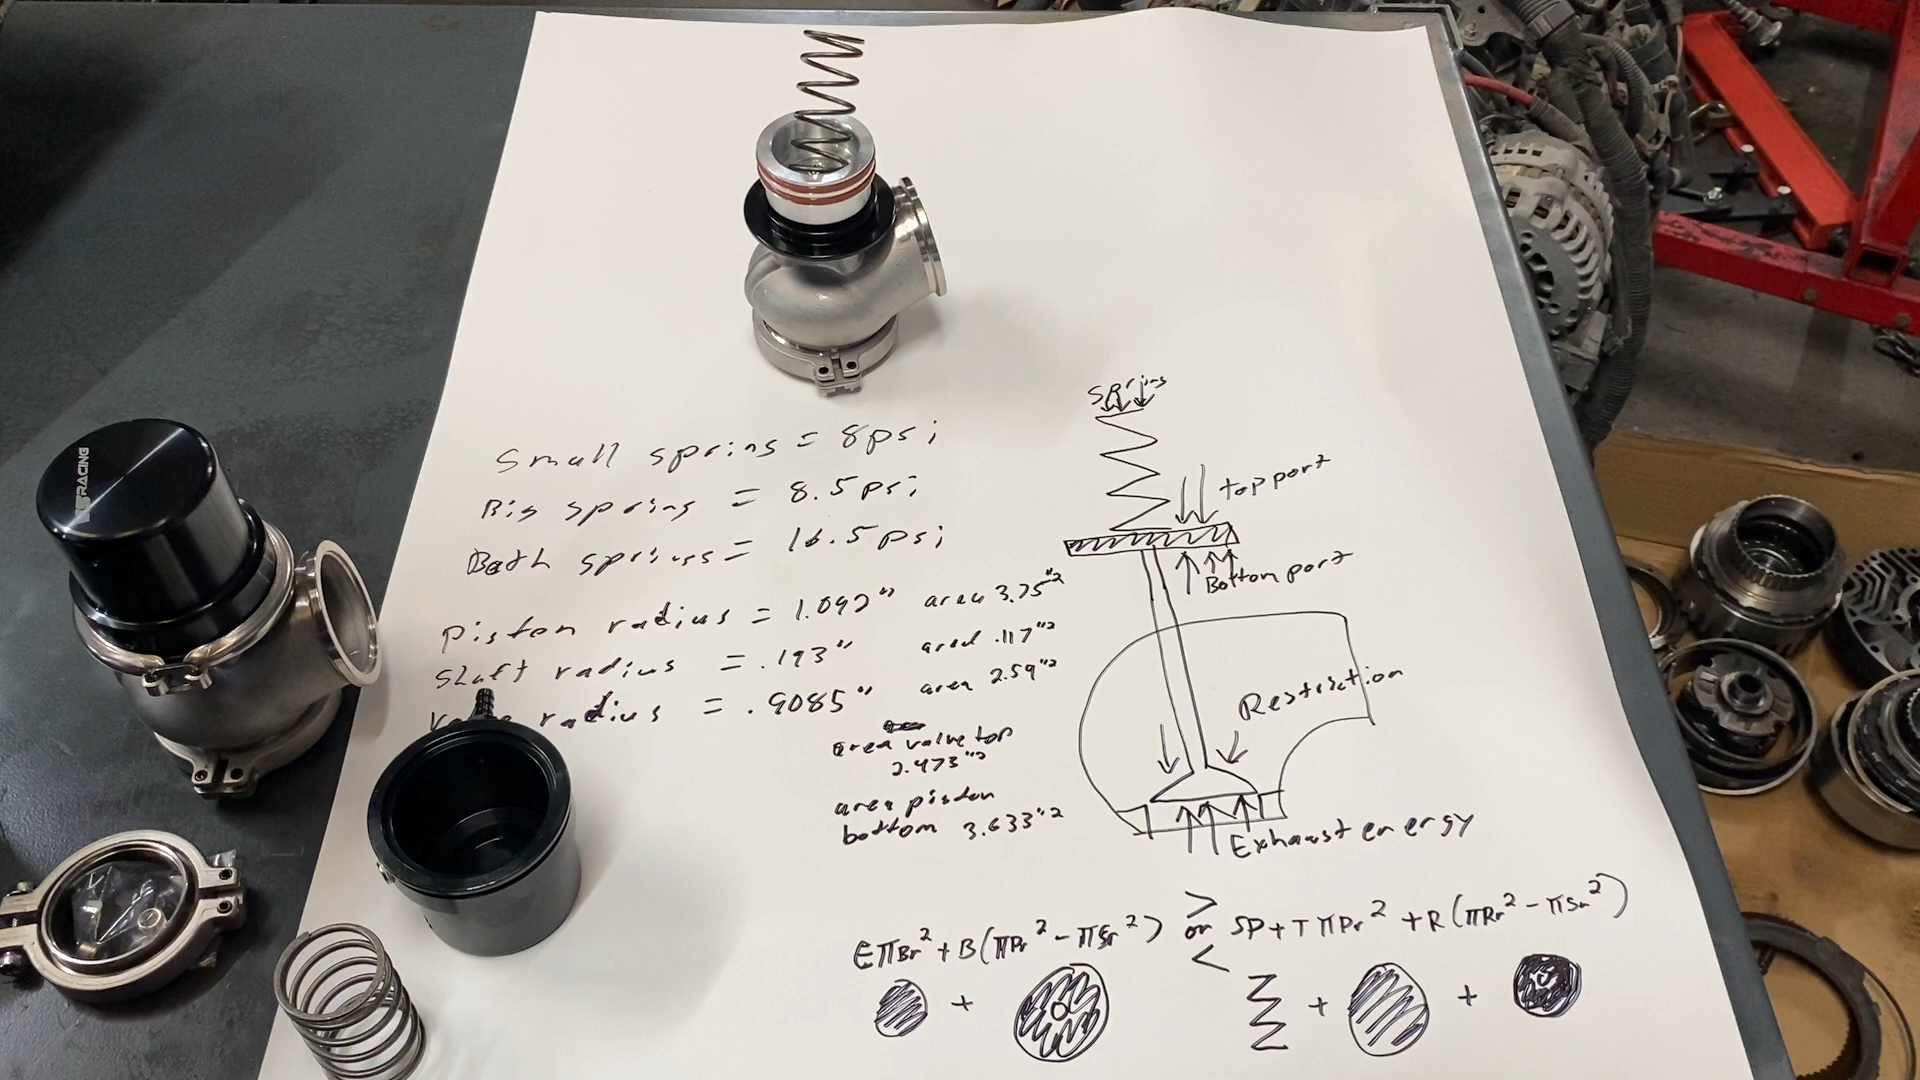 RACING
Small spring = 8psi
Big spring = 8.5psi
Both springs = 16.5psi
piston radius = 1.092" area 3.75"2
Shaft radius = .193" area .117"2
radius = .9085" area 2.59"2
area valve top
2.473"2
area piston
bottom 3.633"2
Spring
top port
Bottom port
Restriction
Exhaust energy
EπBr² + B(πPr² - πSr²) > or < SP + TπPr² + R(πRr² - πSr²)
+ + +